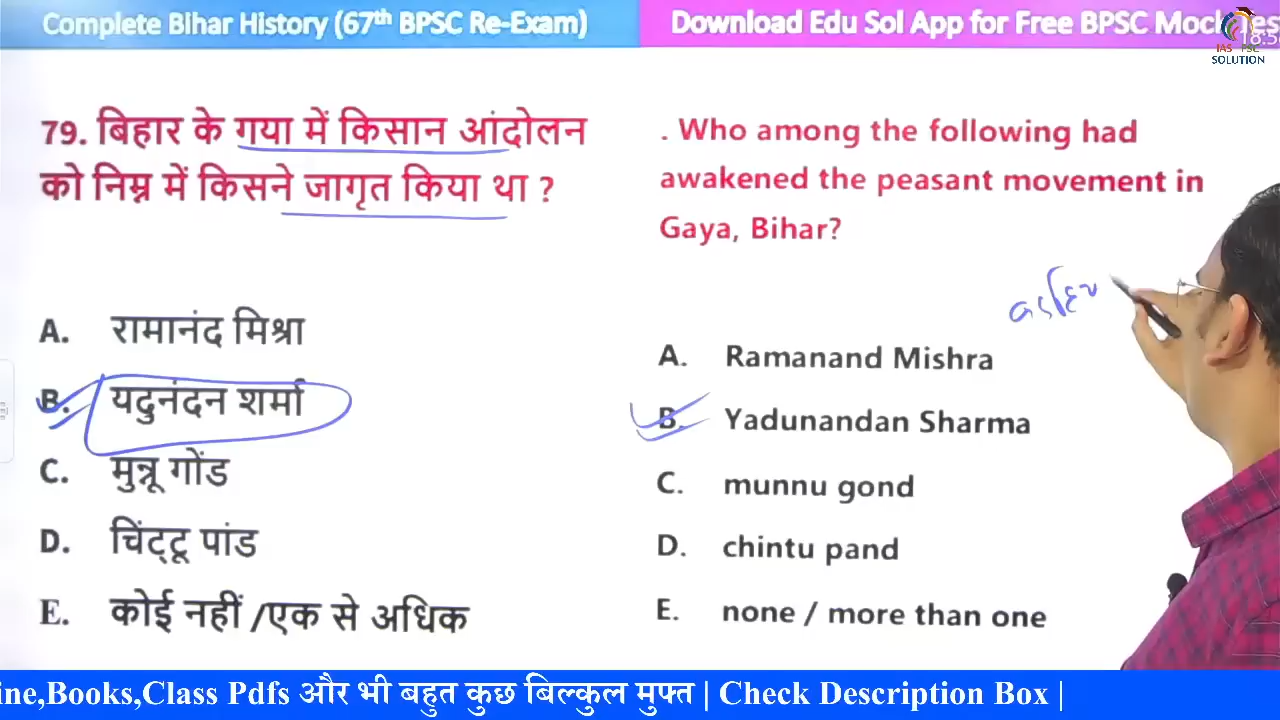 Complete Bihar History (67th BPSC Re-Exam)
Download Edu Sol App for Free BPSC Mock
IAS PSC
SOLUTION
79. बिहार के गया में किसान आंदोलन
को निम्न में किसने जागृत किया था ?
A. रामानंद मिश्रा
B. यदुनंदन शर्मा
C. मुन्नू गोंड
D. चिंट्टू पांड
E. कोई नहीं /एक से अधिक
. Who among the following had
awakened the peasant movement in
Gaya, Bihar?
A. Ramanand Mishra
B. Yadunandan Sharma
C. munnu gond
D. chintu pand
E. none / more than one
ine,Books,Class Pdfs और भी बहुत कुछ बिल्कुल मुफ्त | Check Description Box |